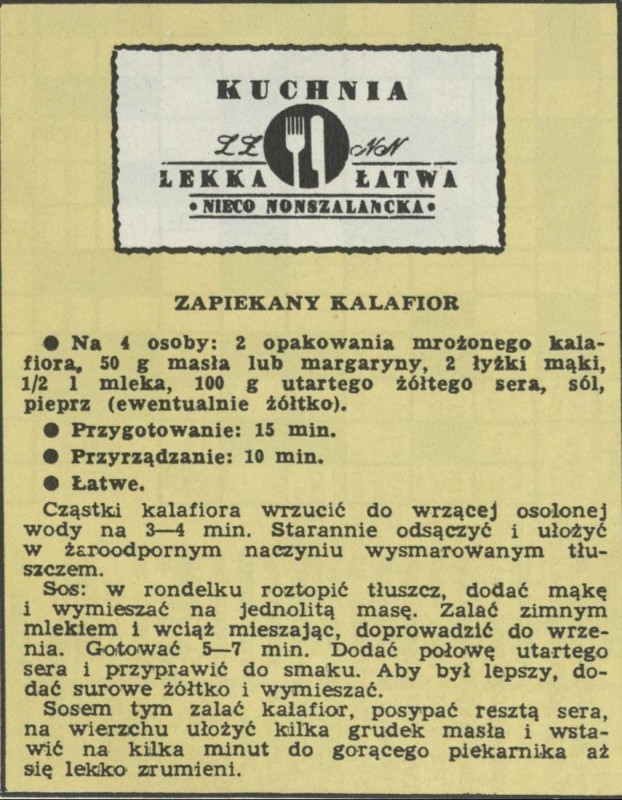 KUCHNIA
ŁŁ NN
LEKKA ŁATWA
• NIECO NONSZALANCKA •
ZAPIEKANY KALAFIOR
● Na 4 osoby: 2 opakowania mrożonego kala-
fiora, 50 g masła lub margaryny, 2 łyżki mąki,
1/2 l mleka, 100 g utartego żółtego sera, sól,
pieprz (ewentualnie żółtko).
● Przygotowanie: 15 min.
● Przyrządzanie: 10 min.
● Łatwe.
Cząstki kalafiora wrzucić do wrzącej osolonej
wody na 3—4 min. Starannie odsączyć i ułożyć
w żaroodpornym naczyniu wysmarowanym tłu-
szczem.
Sos: w rondelku roztopić tłuszcz, dodać mąkę
i wymieszać na jednolitą masę. Zalać zimnym
mlekiem i wciąż mieszając, doprowadzić do wrze-
nia. Gotować 5—7 min. Dodać połowę utartego
sera i przyprawić do smaku. Aby był lepszy, do-
dać surowe żółtko i wymieszać.
Sosem tym zalać kalafior, posypać resztą sera,
na wierzchu ułożyć kilka grudek masła i wsta-
wić na kilka minut do gorącego piekarnika aż
się lekko zrumieni.